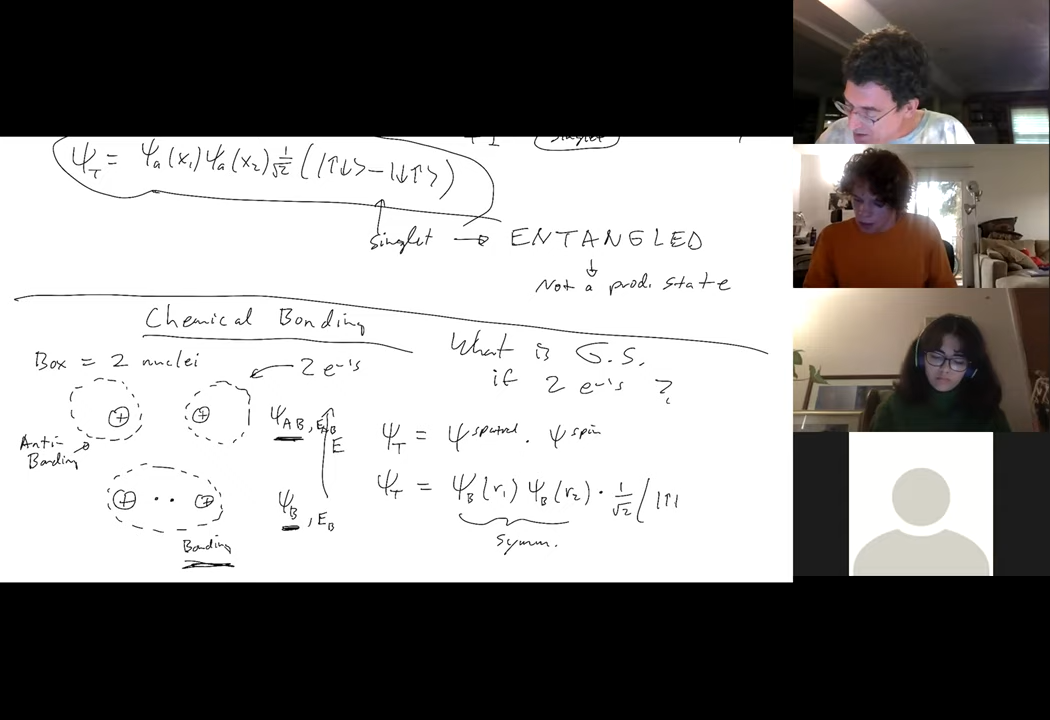 Ψ_T = Ψ_a(x₁)Ψ_a(x₂) 1/√2 (|↑↓> − |↓↑>)
singlet
singlet → ENTANGLED
↓
Not a prod. state
Chemical Bonding
What is G.S.
if 2 e⁻'s ?
Box = 2 nuclei
← 2 e⁻'s
+ +
Ψ_AB, E_AB
E
Anti-
Bonding
Ψ_T = Ψ^spatial · Ψ^spin
+ · · +
Ψ_B, E_B
Ψ_T = Ψ_B(r₁) Ψ_B(r₂) · 1/√2 (|↑|
symm.
Bonding